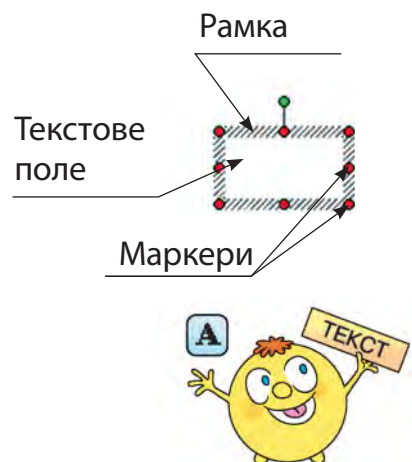 Рамка
Текстове
поле
Маркери
A
ТЕКСТ